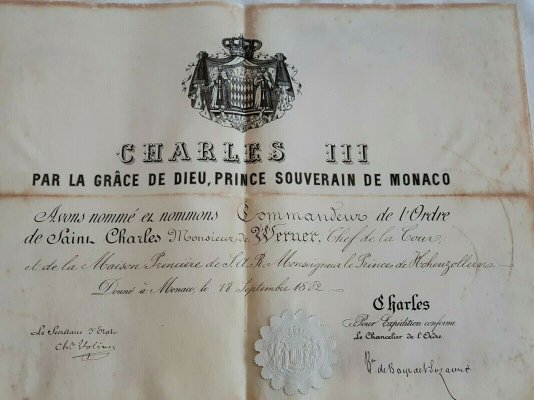 CHARLES III
PAR LA GRÂCE DE DIEU, PRINCE SOUVERAIN DE MONACO
Avons nommé et nommons Commandeur de l'Ordre
de Saint Charles Monsieur de Werner, Chef de la Cour
et de la Maison Princière de S.A.R. Monseigneur le Prince de Hohenzollern
Donné à Monaco, le 18 Septembre 1882
Charles
Pour Expédition conforme
Le Chancelier de l'Ordre
Le Secrétaire d'Etat